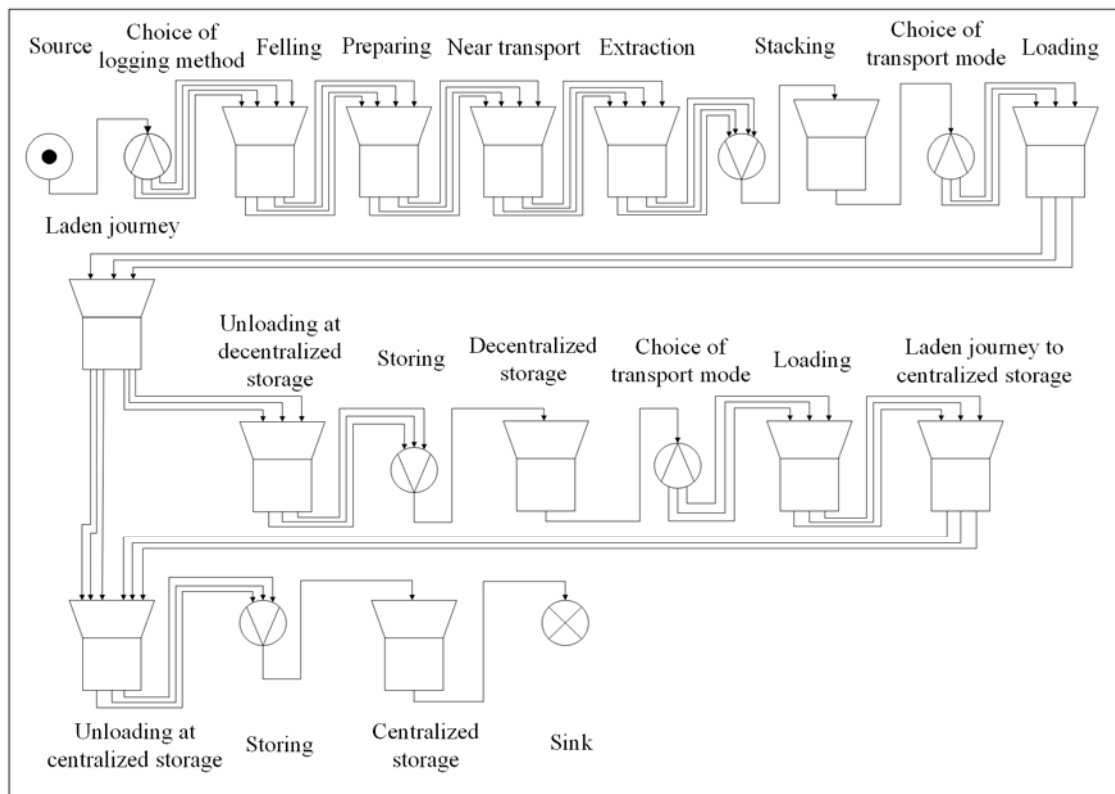 Source
Choice of
logging method
Felling
Preparing
Near transport
Extraction
Stacking
Choice of
transport mode
Loading
Laden journey
Unloading at
decentralized
storage
Storing
Decentralized
storage
Choice of
transport mode
Loading
Laden journey to
centralized storage
Unloading at
centralized storage
Storing
Centralized
storage
Sink